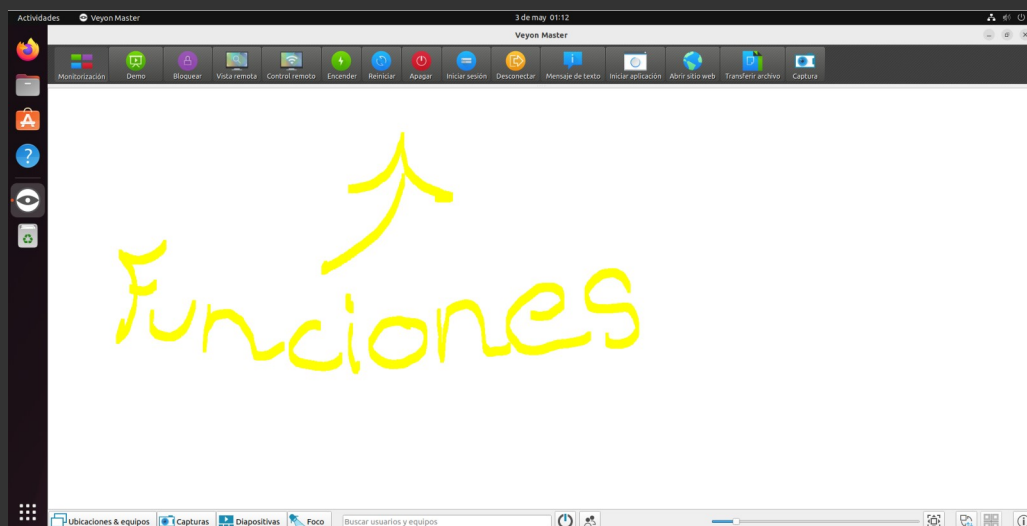 Actividades Veyon Master 3 de may 01:12
Veyon Master
Monitorización Demo Bloquear Vista remota Control remoto Encender Reiniciar Apagar Iniciar sesión Desconectar Mensaje de texto Iniciar aplicación Abrir sitio web Transferir archivo Captura
Funciones
Ubicaciones & equipos Capturas Diapositivas Foco Buscar usuarios y equipos